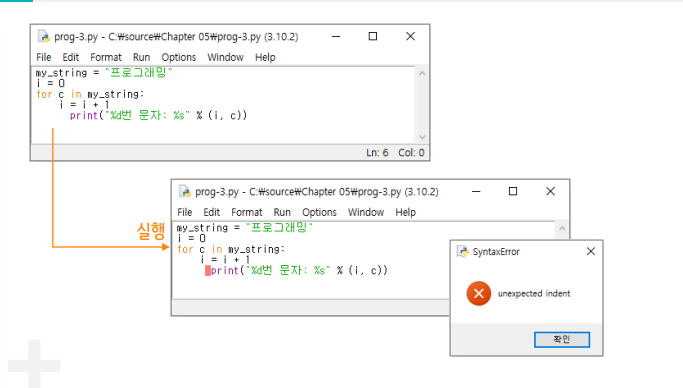 prog-3.py - C:₩source₩Chapter 05₩prog-3.py (3.10.2)
File Edit Format Run Options Window Help
my_string = "프로그래밍"
i = 0
for c in my_string:
    i = i + 1
     print("%d번 문자: %s" % (i, c))
Ln: 6 Col: 0
실행
prog-3.py - C:₩source₩Chapter 05₩prog-3.py (3.10.2)
File Edit Format Run Options Window Help
my_string = "프로그래밍"
i = 0
for c in my_string:
    i = i + 1
     print("%d번 문자: %s" % (i, c))
SyntaxError
unexpected indent
확인